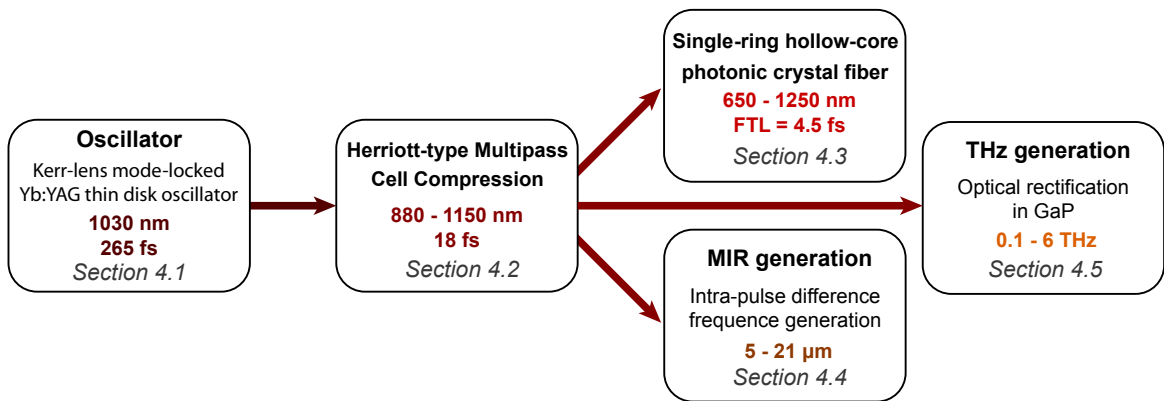 Oscillator
Kerr-lens mode-locked
Yb:YAG thin disk oscillator
1030 nm
265 fs
Section 4.1
Herriott-type Multipass
Cell Compression
880 - 1150 nm
18 fs
Section 4.2
Single-ring hollow-core
photonic crystal fiber
650 - 1250 nm
FTL = 4.5 fs
Section 4.3
MIR generation
Intra-pulse difference
frequence generation
5 - 21 µm
Section 4.4
THz generation
Optical rectification
in GaP
0.1 - 6 THz
Section 4.5